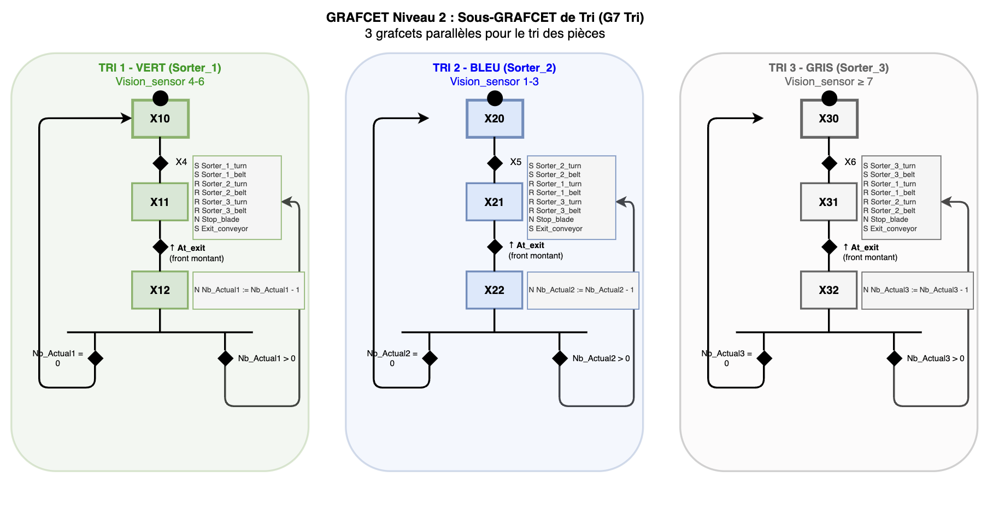 GRAFCET Niveau 2 : Sous-GRAFCET de Tri (G7 Tri)
3 grafcets parallèles pour le tri des pièces
TRI 1 - VERT (Sorter_1)
Vision_sensor 4-6
X10
X4
S Sorter_1_turn
S Sorter_1_belt
R Sorter_2_turn
R Sorter_2_belt
R Sorter_3_turn
R Sorter_3_belt
N Stop_blade
S Exit_conveyor
X11
↑ At_exit
(front montant)
X12
N Nb_Actual1 := Nb_Actual1 - 1
Nb_Actual1 =
0
Nb_Actual1 > 0
TRI 2 - BLEU (Sorter_2)
Vision_sensor 1-3
X20
X5
S Sorter_2_turn
S Sorter_2_belt
R Sorter_1_turn
R Sorter_1_belt
R Sorter_3_turn
R Sorter_3_belt
N Stop_blade
S Exit_conveyor
X21
↑ At_exit
(front montant)
X22
N Nb_Actual2 := Nb_Actual2 - 1
Nb_Actual2 =
0
Nb_Actual2 > 0
TRI 3 - GRIS (Sorter_3)
Vision_sensor ≥ 7
X30
X6
S Sorter_3_turn
S Sorter_3_belt
R Sorter_1_turn
R Sorter_1_belt
R Sorter_2_turn
R Sorter_2_belt
N Stop_blade
S Exit_conveyor
X31
↑ At_exit
(front montant)
X32
N Nb_Actual3 := Nb_Actual3 - 1
Nb_Actual3 =
0
Nb_Actual3 > 0